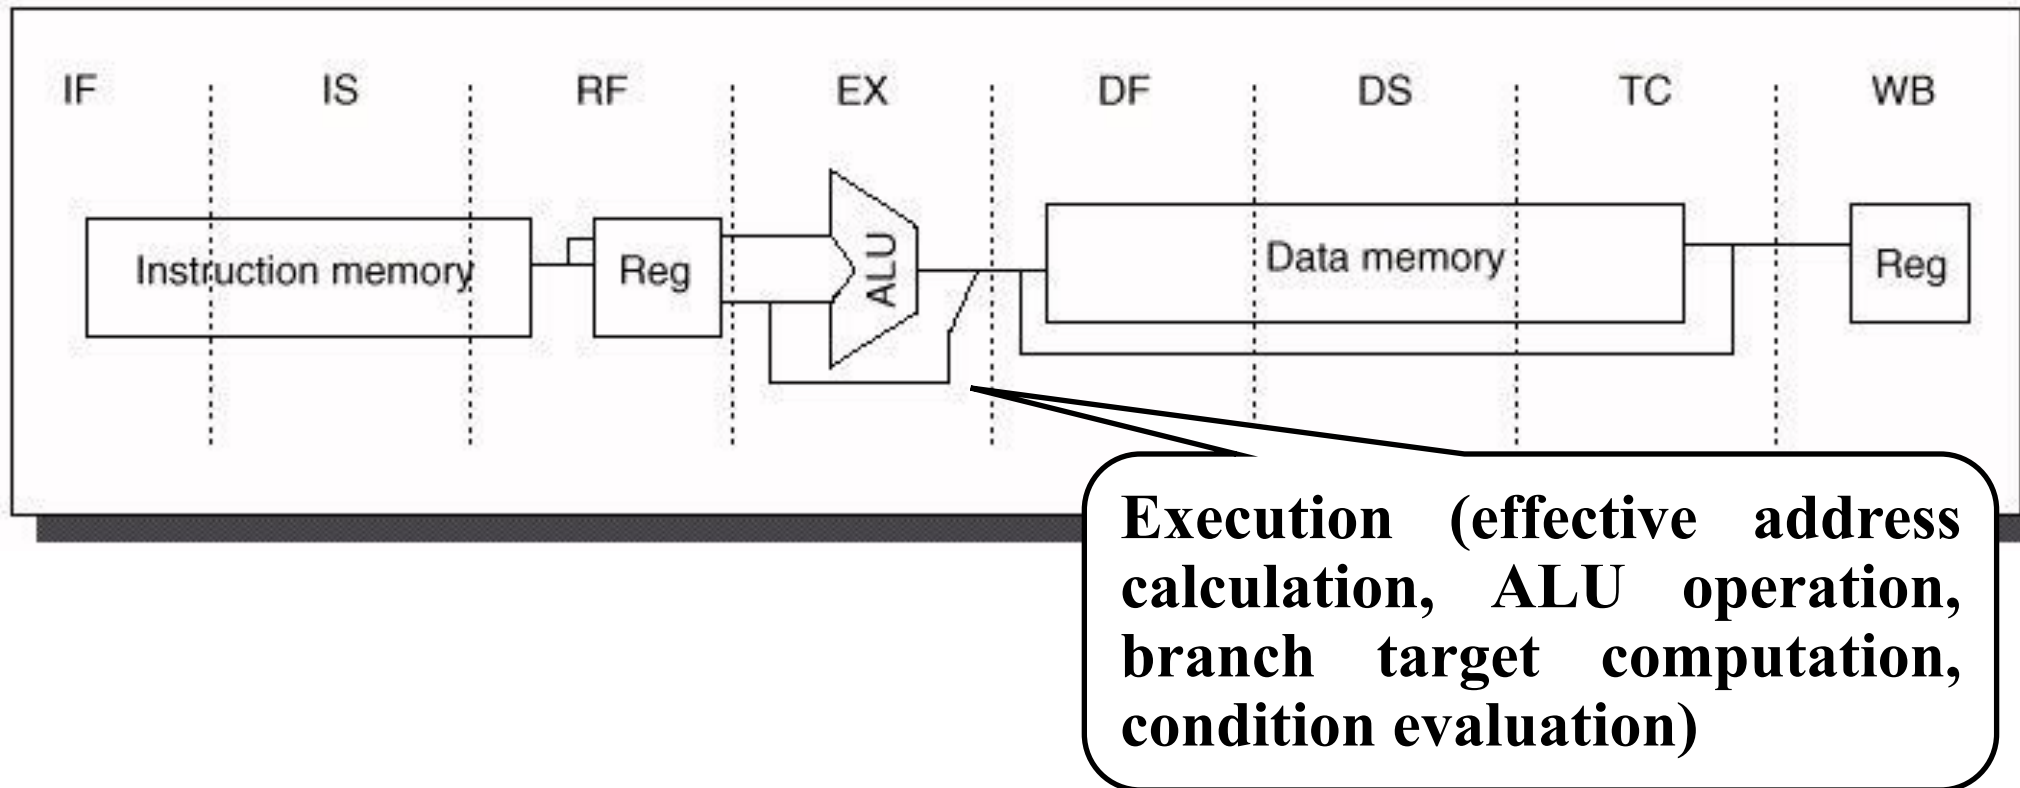 IF IS RF EX DF DS TC WB
Instruction memory Reg ALU Data memory Reg
Execution (effective address
calculation, ALU operation,
branch target computation,
condition evaluation)